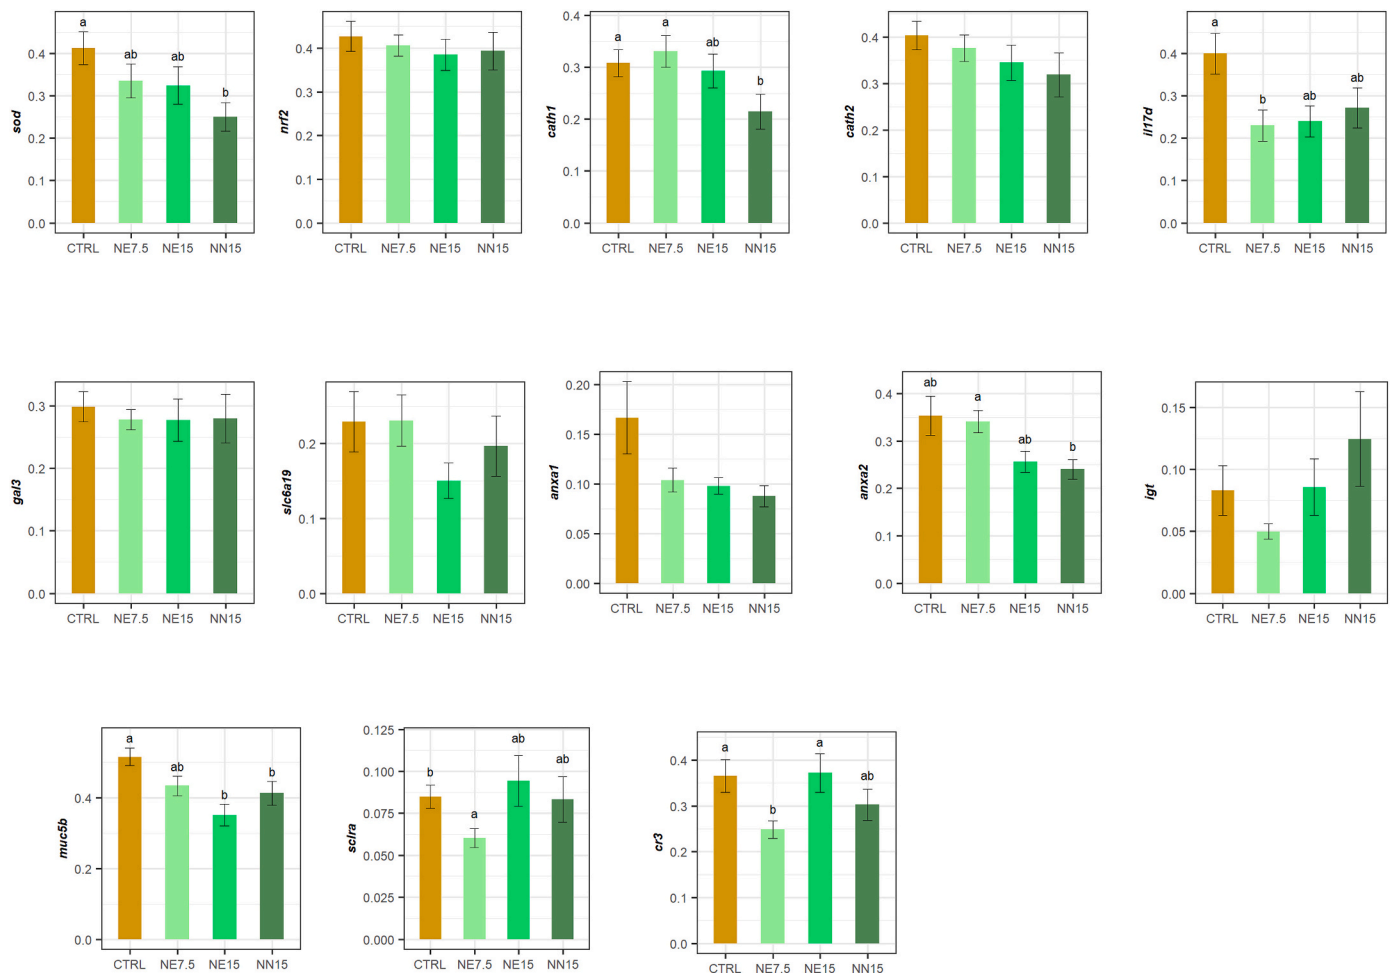 sod
0.4
0.3
0.2
0.1
0.0
a
ab
ab
b
CTRL NE7.5 NE15 NN15
nrf2
0.4
0.3
0.2
0.1
0.0
CTRL NE7.5 NE15 NN15
cath1
0.4
0.3
0.2
0.1
0.0
a
a
ab
b
CTRL NE7.5 NE15 NN15
cath2
0.4
0.3
0.2
0.1
0.0
CTRL NE7.5 NE15 NN15
il17d
0.4
0.3
0.2
0.1
0.0
a
b
ab
ab
CTRL NE7.5 NE15 NN15
gal3
0.3
0.2
0.1
0.0
CTRL NE7.5 NE15 NN15
slc6a19
0.2
0.1
0.0
CTRL NE7.5 NE15 NN15
anxa1
0.20
0.15
0.10
0.05
0.00
CTRL NE7.5 NE15 NN15
anxa2
0.4
0.3
0.2
0.1
0.0
ab
a
ab
b
CTRL NE7.5 NE15 NN15
igt
0.15
0.10
0.05
0.00
CTRL NE7.5 NE15 NN15
muc5b
0.4
0.2
0.0
a
ab
b
b
CTRL NE7.5 NE15 NN15
sclra
0.125
0.100
0.075
0.050
0.025
0.000
b
a
ab
ab
CTRL NE7.5 NE15 NN15
cr3
0.4
0.3
0.2
0.1
0.0
a
b
a
ab
CTRL NE7.5 NE15 NN15